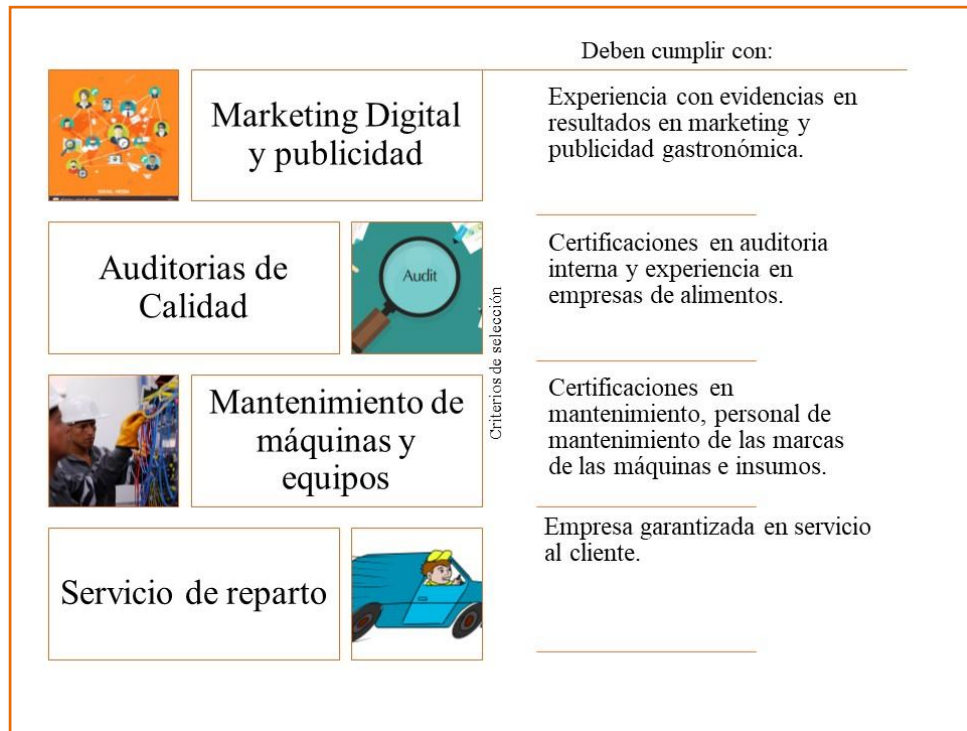 Deben cumplir con:
Marketing Digital
y publicidad
Experiencia con evidencias en
resultados en marketing y
publicidad gastronómica.
Auditorias de
Calidad
Audit
Certificaciones en auditoria
interna y experiencia en
empresas de alimentos.
Criterios de selección
Mantenimiento de
máquinas y
equipos
Certificaciones en
mantenimiento, personal de
mantenimiento de las marcas
de las máquinas e insumos.
Servicio de reparto
Empresa garantizada en servicio
al cliente.